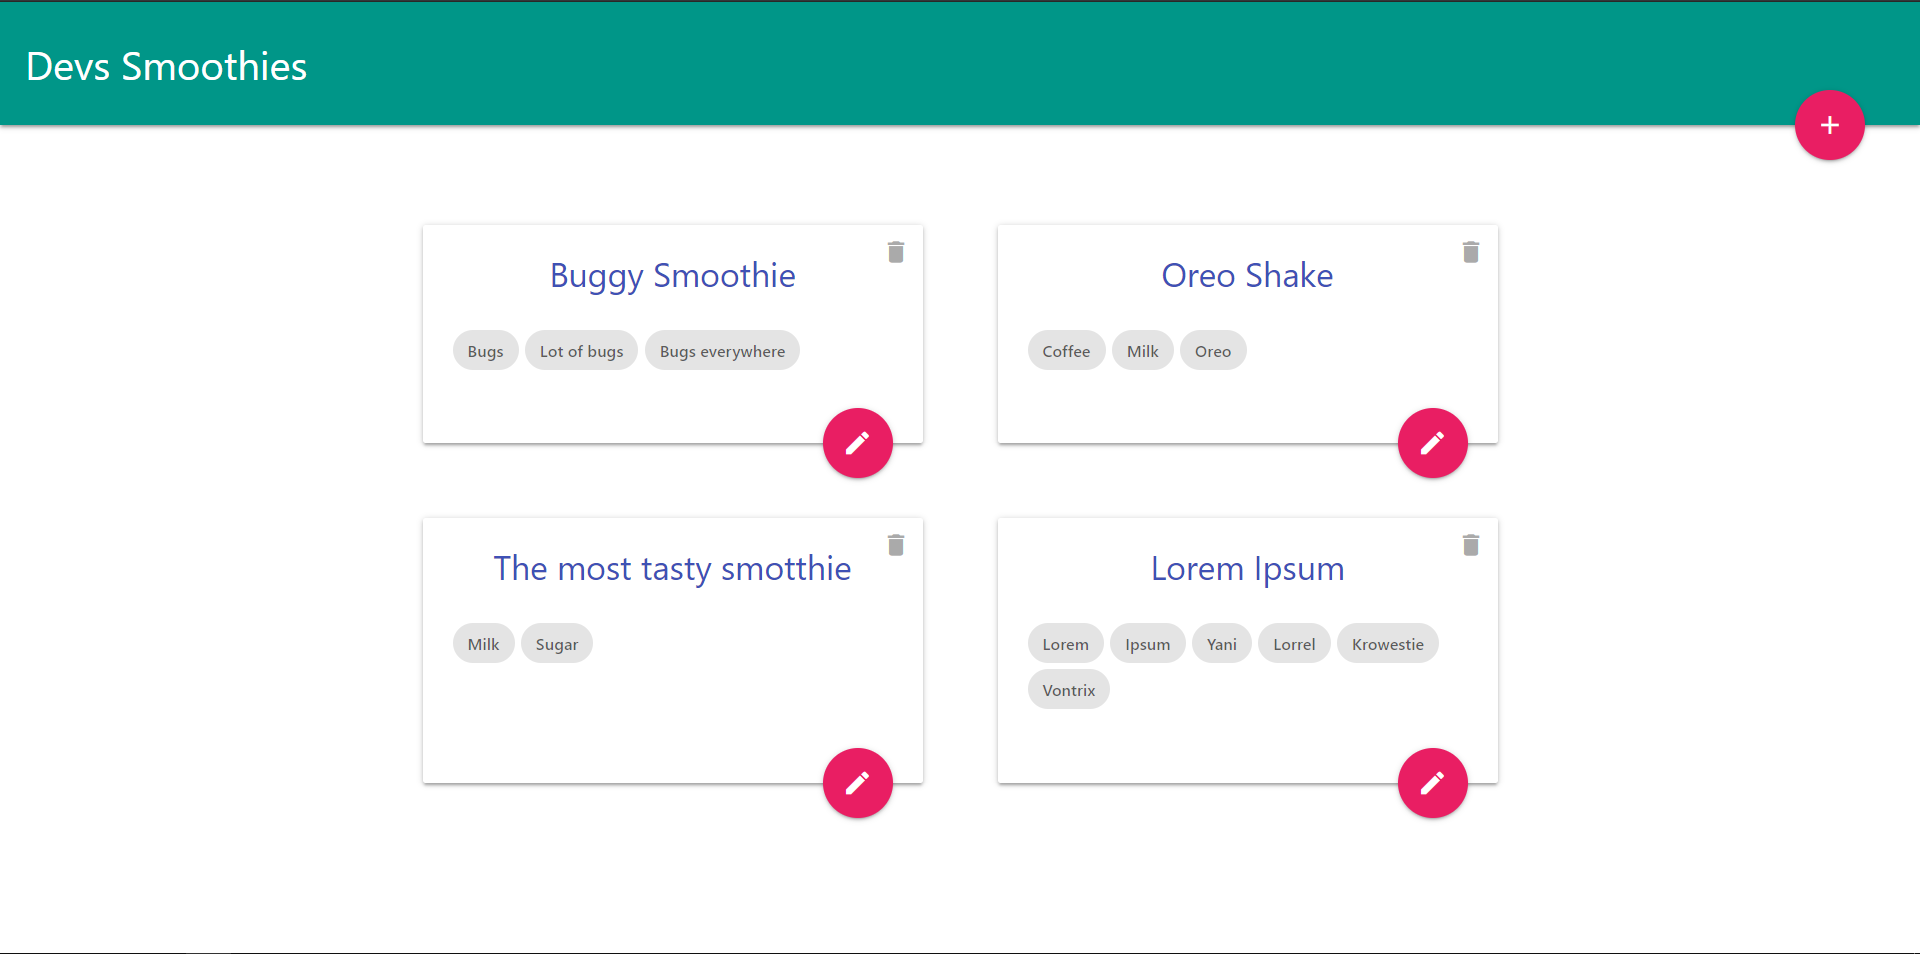 Devs Smoothies
+
Buggy Smoothie
Bugs Lot of bugs Bugs everywhere
Oreo Shake
Coffee Milk Oreo
The most tasty smotthie
Milk Sugar
Lorem Ipsum
Lorem Ipsum Yani Lorrel Krowestie
Vontrix